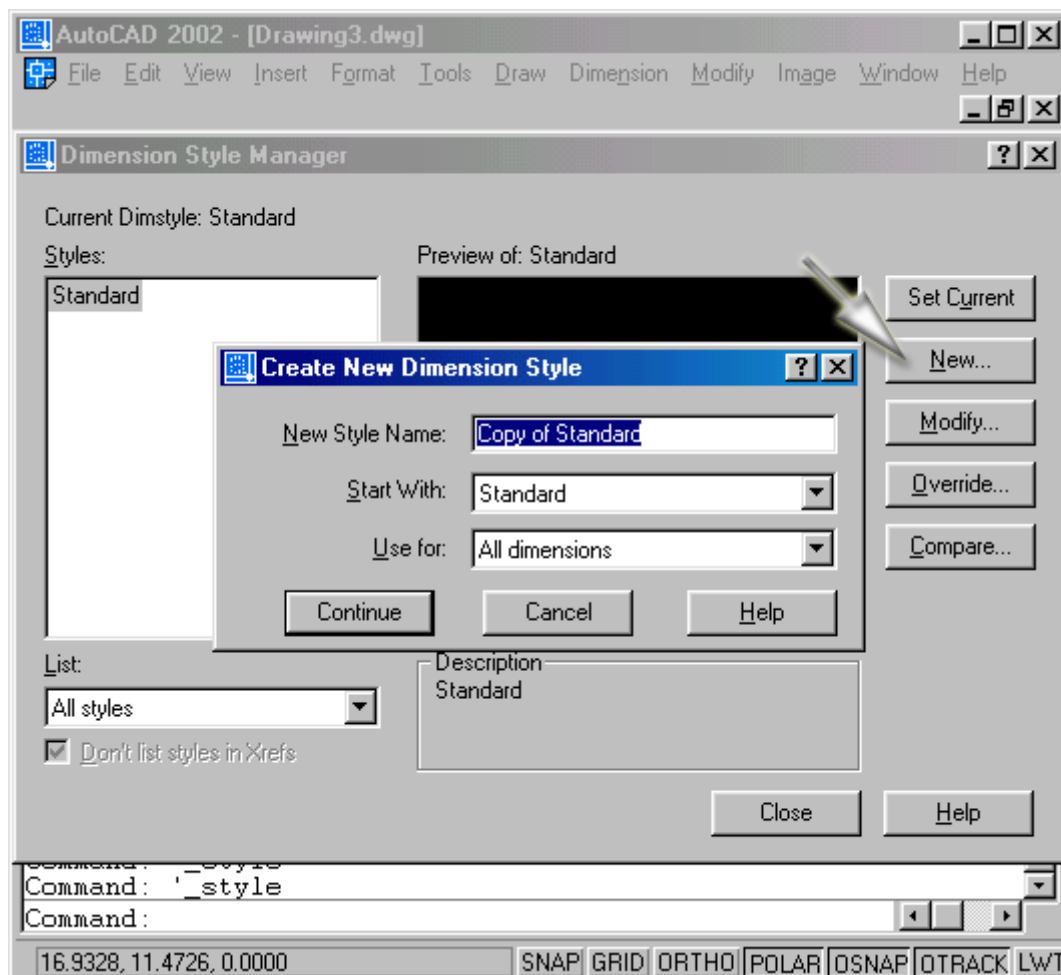 AutoCAD 2002 - [Drawing3.dwg]
File Edit View Insert Format Tools Draw Dimension Modify Image Window Help
Dimension Style Manager
Current Dimstyle: Standard
Styles:
Standard
Preview of: Standard
Set Current
New...
Modify...
Override...
Compare...
Create New Dimension Style
New Style Name: Copy of Standard
Start With: Standard
Use for: All dimensions
Continue Cancel Help
List:
All styles
Don't list styles in Xrefs
Description
Standard
Close Help
Command: '_style
Command: '_style
Command:
16.9328, 11.4726, 0.0000 SNAP GRID ORTHO POLAR OSNAP OTRACK